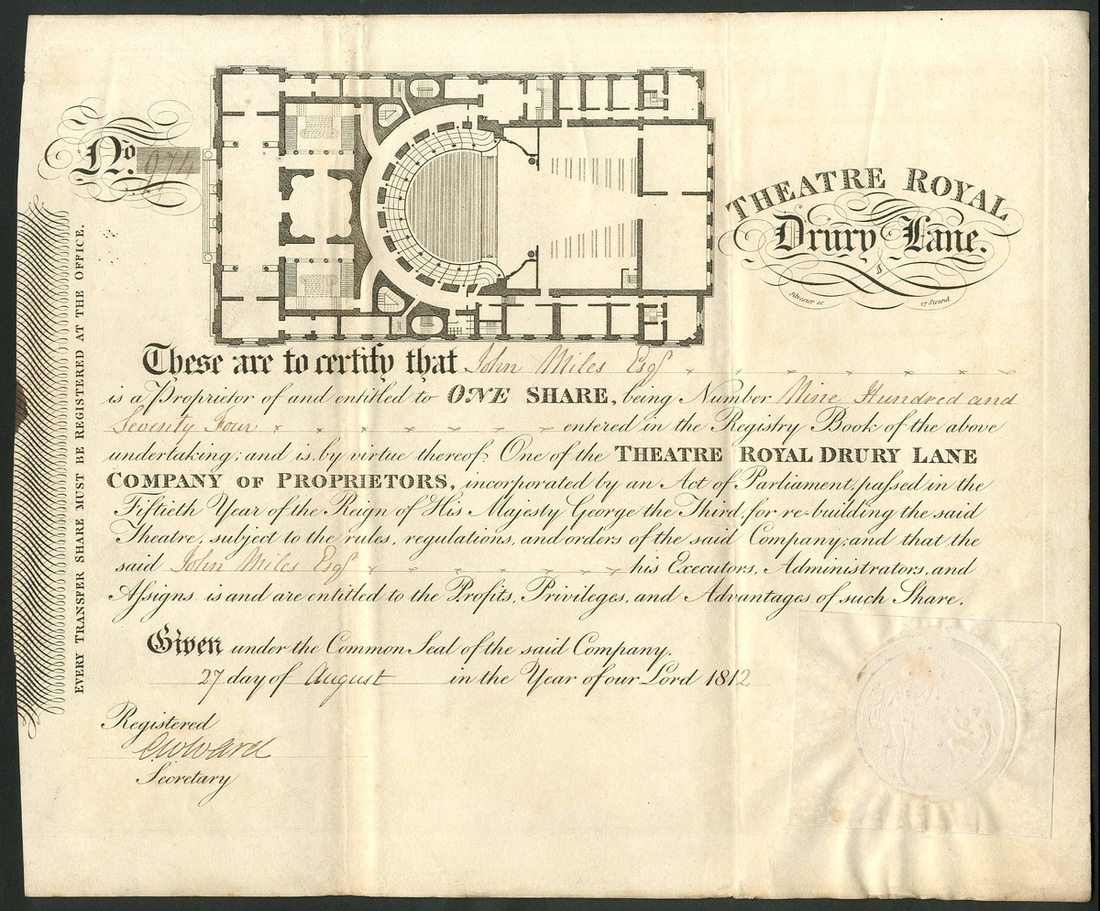 No. 974
THEATRE ROYAL
Drury Lane.
Silvester sc 27 Strand
EVERY TRANSFER SHARE MUST BE REGISTERED AT THE OFFICE.
These are to certify that John Miles Esqr
is a Proprietor of and entitled to ONE SHARE, being Number Nine Hundred and
Seventy Four entered in the Registry Book of the above
undertaking; and is, by virtue thereof, One of the THEATRE ROYAL DRURY LANE
COMPANY OF PROPRIETORS, incorporated by an Act of Parliament, passed in the
Fiftieth Year of the Reign of His Majesty George the Third, for re-building the said
Theatre, subject to the rules, regulations, and orders of the said Company; and that the
said John Miles Esqr his Executors, Administrators, and
Assigns is and are entitled to the Profits, Privileges, and Advantages of such Share.
Given under the Common Seal of the said Company,
27 day of August in the Year of our Lord 1812
Registered
CWWard
Secretary